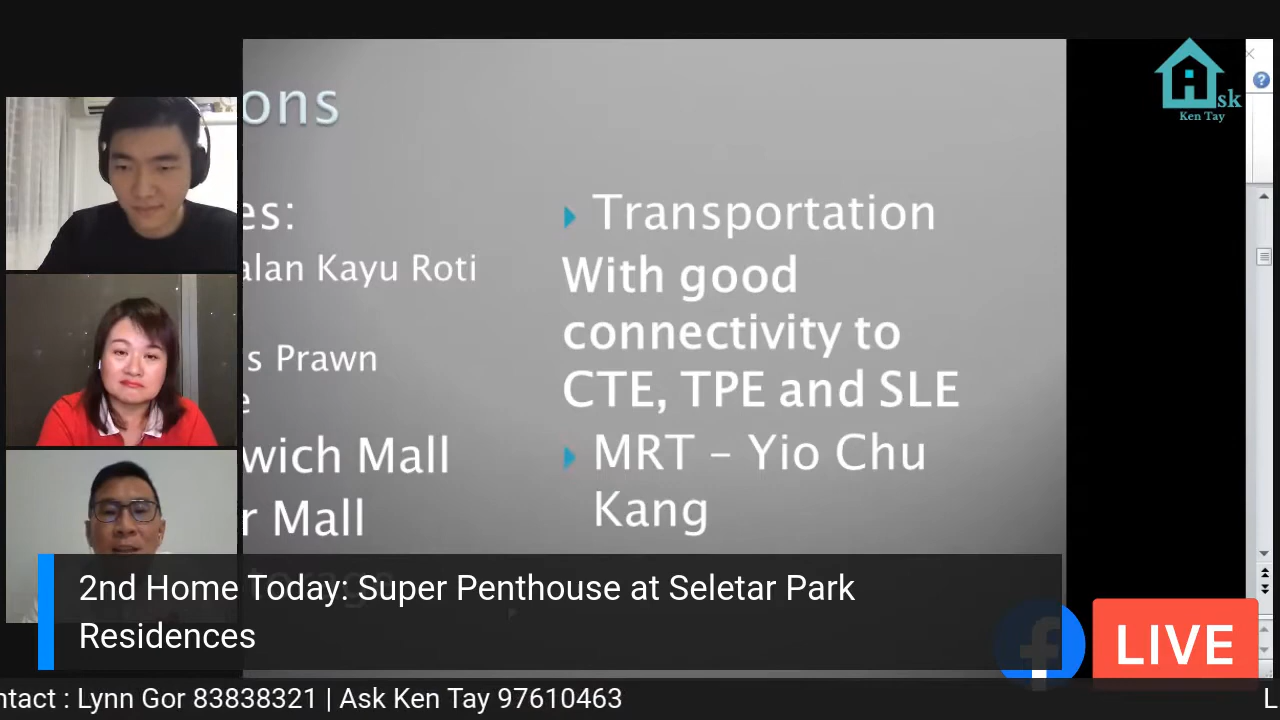 ons
es:
alan Kayu Roti
s Prawn
e
wich Mall
r Mall
Transportation
With good
connectivity to
CTE, TPE and SLE
MRT – Yio Chu
Kang
sk
Ken Tay
2nd Home Today: Super Penthouse at Seletar Park
Residences
LIVE
ntact : Lynn Gor 83838321 | Ask Ken Tay 97610463
L